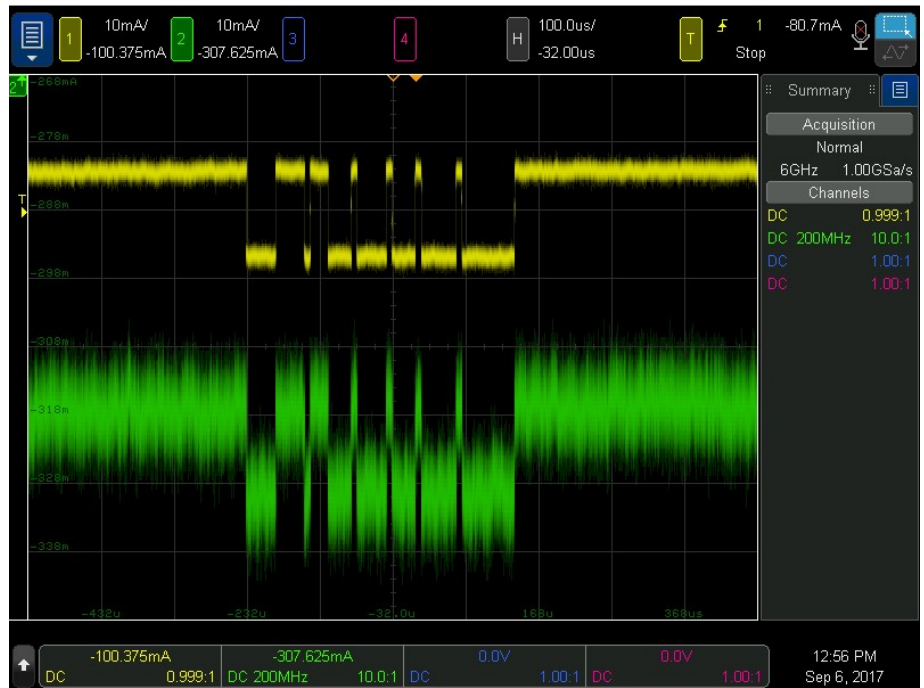 1 10mA/ -100.375mA
2 10mA/ -307.625mA
3
4
H 100.0us/ -32.00us
T 1 -80.7mA
Stop
2
-268mA
-278m
T
-288m
-298m
-308m
-318m
-328m
-338m
-432u -232u -32.0u 168u 368us
Summary
Acquisition
Normal
6GHz 1.00GSa/s
Channels
DC 0.999:1
DC 200MHz 10.0:1
DC 1.00:1
DC 1.00:1
-100.375mA -307.625mA 0.0V 0.0V
DC 0.999:1 DC 200MHz 10.0:1 DC 1.00:1 DC 1.00:1
12:56 PM
Sep 6, 2017